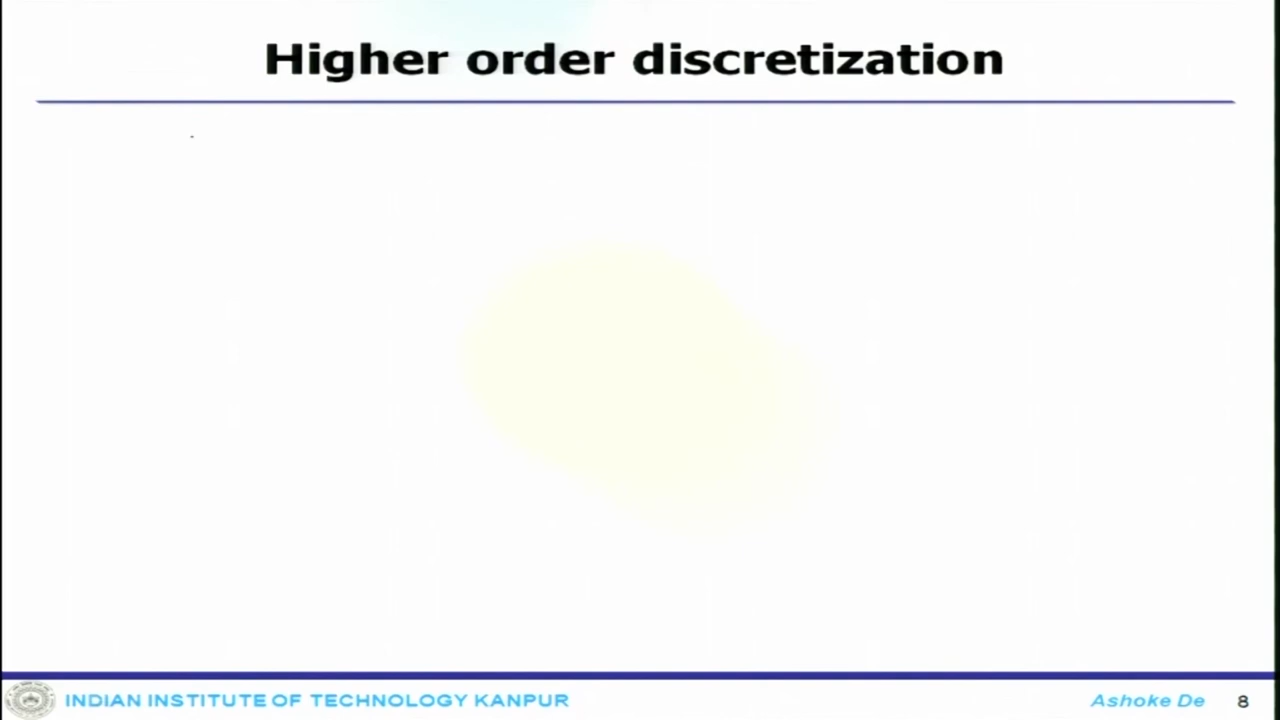 Higher order discretization
INDIAN INSTITUTE OF TECHNOLOGY KANPUR
Ashoke De
8